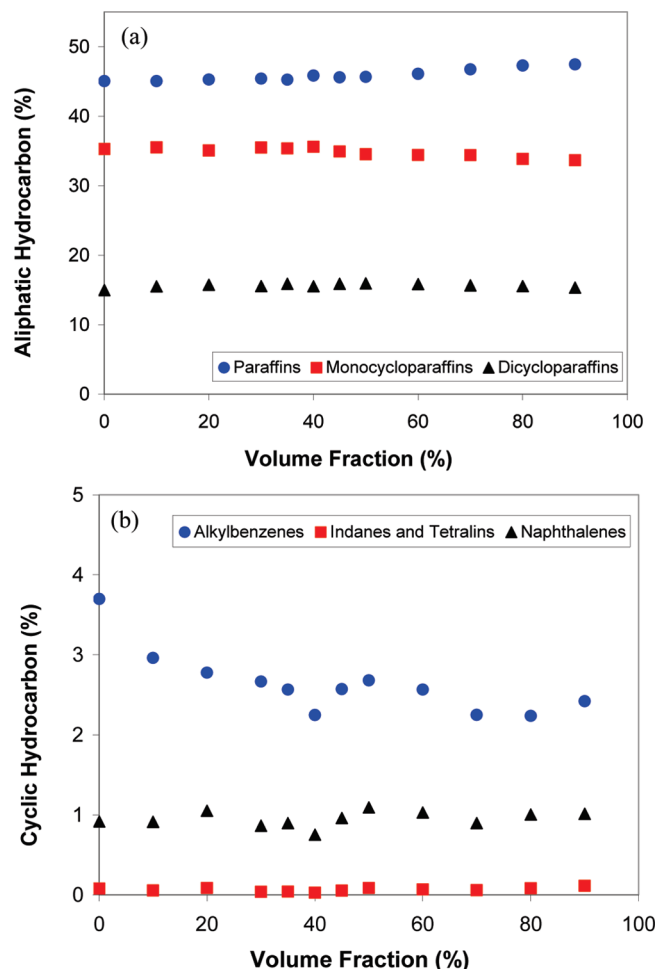 (a)
Aliphatic Hydrocarbon (%)
50
40
30
20
10
0
Paraffins Monocycloparaffins Dicycloparaffins
0 20 40 60 80 100
Volume Fraction (%)
(b)
Cyclic Hydrocarbon (%)
Alkylbenzenes Indanes and Tetralins Naphthalenes
5
4
3
2
1
0
0 20 40 60 80 100
Volume Fraction (%)